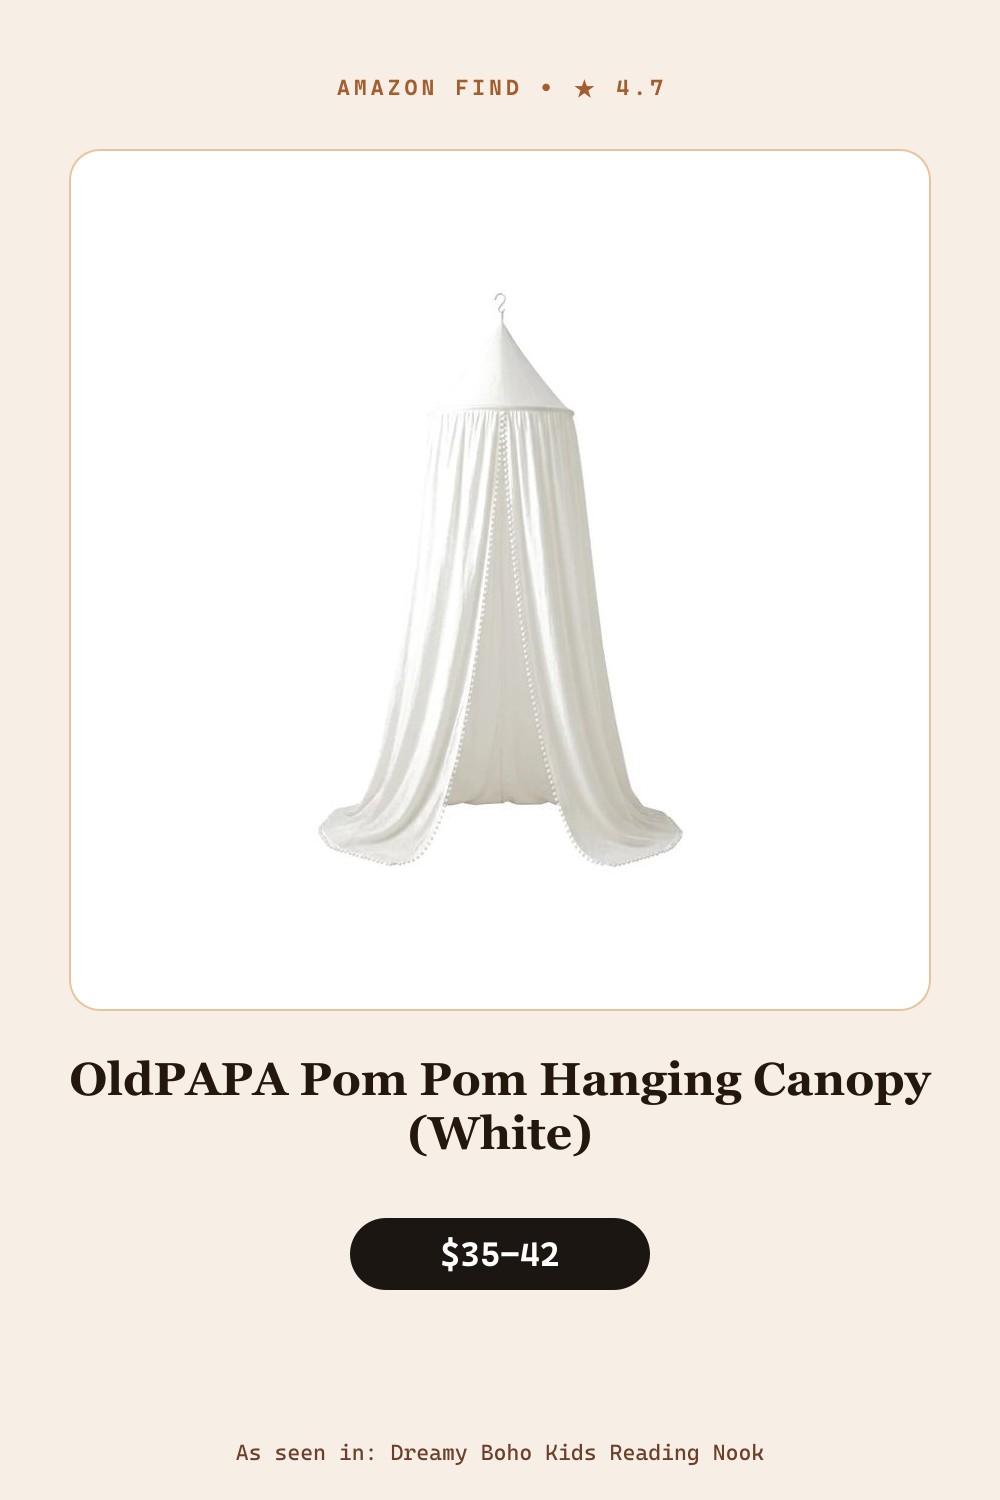 AMAZON FIND • ★ 4.7
OldPAPA Pom Pom Hanging Canopy
(White)
$35–42
As seen in: Dreamy Boho Kids Reading Nook